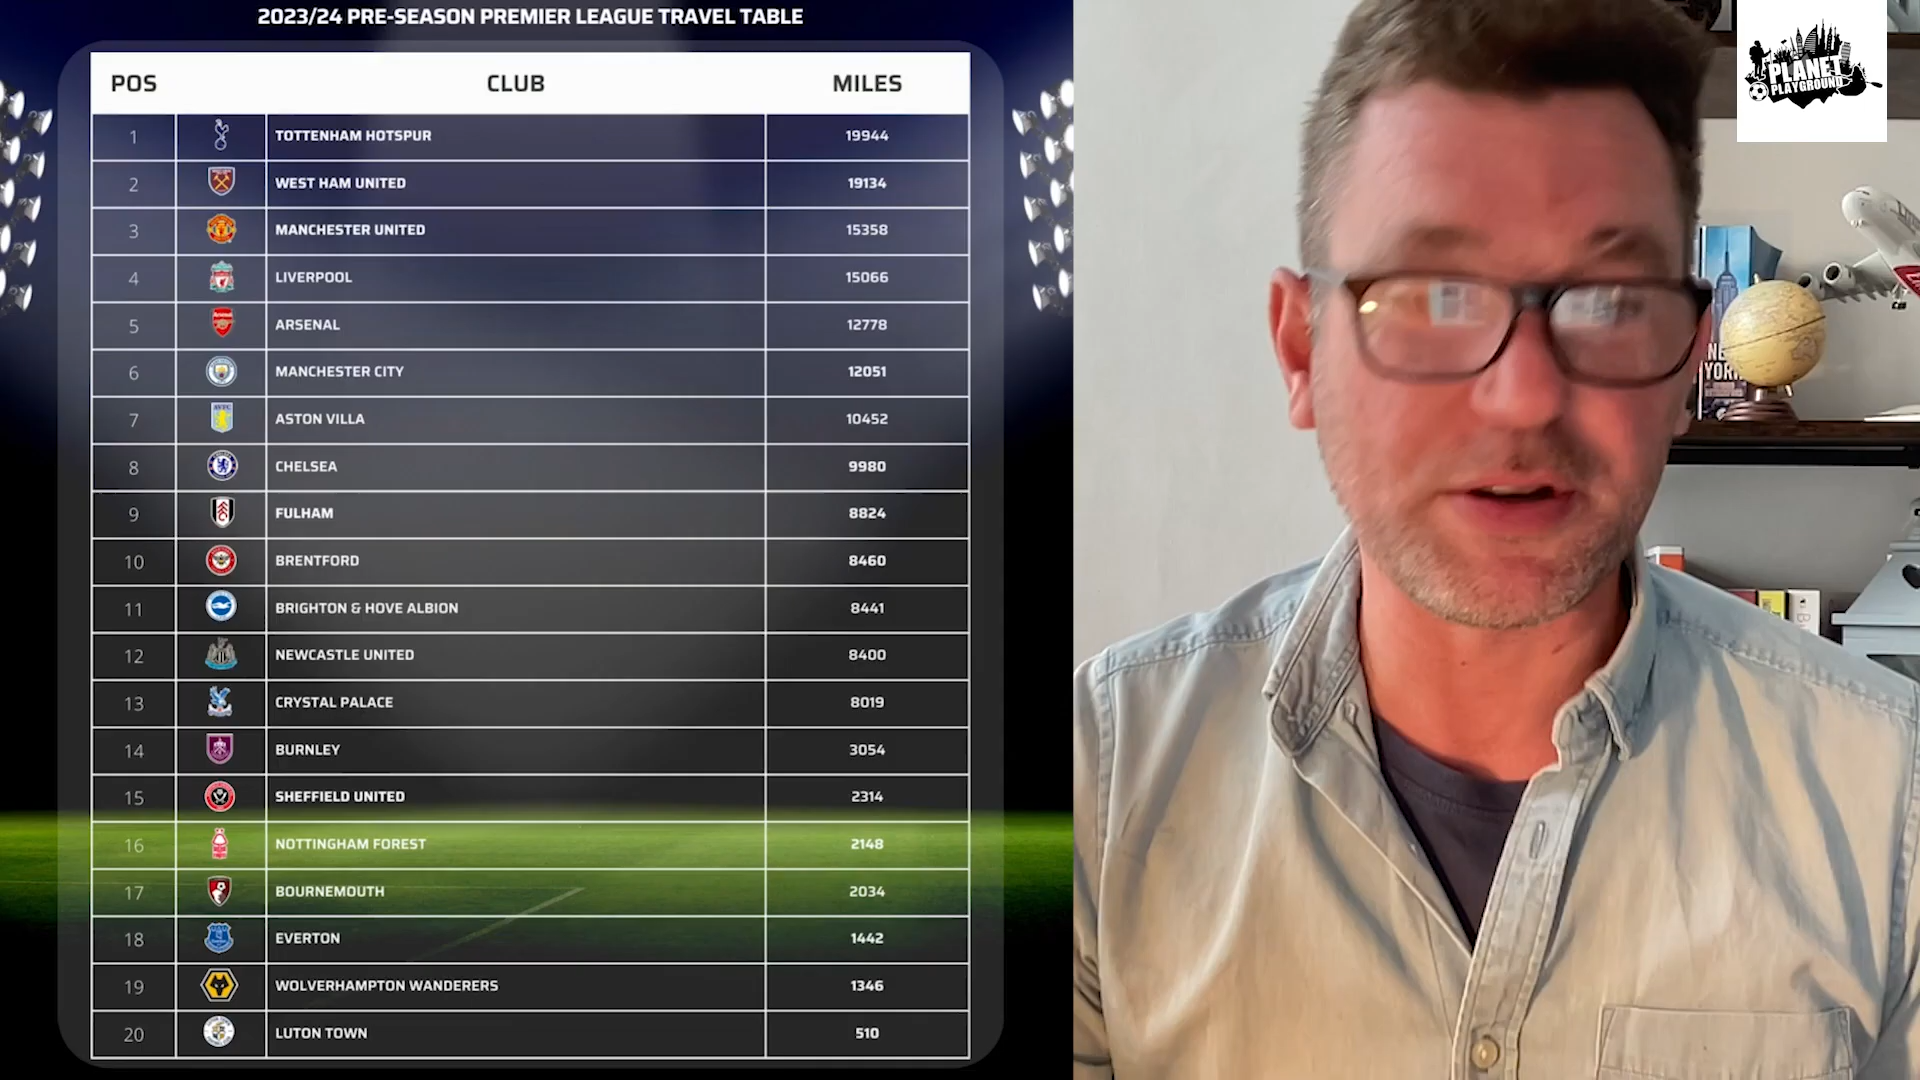 2023/24 PRE-SEASON PREMIER LEAGUE TRAVEL TABLE
POS CLUB MILES
1 TOTTENHAM HOTSPUR 19944
2 WEST HAM UNITED 19134
3 MANCHESTER UNITED 15358
4 LIVERPOOL 15066
5 ARSENAL 12778
6 MANCHESTER CITY 12051
7 ASTON VILLA 10452
8 CHELSEA 9980
9 FULHAM 8824
10 BRENTFORD 8460
11 BRIGHTON & HOVE ALBION 8441
12 NEWCASTLE UNITED 8400
13 CRYSTAL PALACE 8019
14 BURNLEY 3054
15 SHEFFIELD UNITED 2314
16 NOTTINGHAM FOREST 2148
17 BOURNEMOUTH 2034
18 EVERTON 1442
19 WOLVERHAMPTON WANDERERS 1346
20 LUTON TOWN 510
PLANET
PLAYGROUND